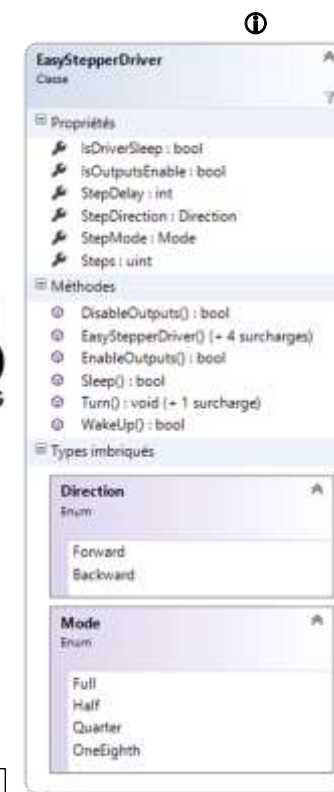 EasyStepperDriver
Classe
Propriétés
IsDriverSleep : bool
IsOutputsEnable : bool
StepDelay : int
StepDirection : Direction
StepMode : Mode
Steps : uint
Méthodes
DisableOutputs() : bool
EasyStepperDriver() (+ 4 surcharges)
EnableOutputs() : bool
Sleep() : bool
Turn() : void (+ 1 surcharge)
WakeUp() : bool
Types imbriqués
Direction
Enum
Forward
Backward
Mode
Enum
Full
Half
Quarter
OneEighth